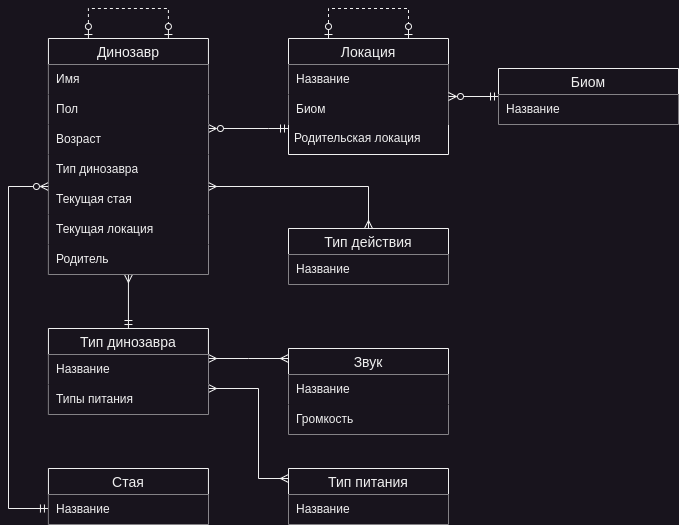 Динозавр
Имя
Пол
Возраст
Тип динозавра
Текущая стая
Текущая локация
Родитель
Локация
Название
Биом
Родительская локация
Биом
Название
Тип действия
Название
Тип динозавра
Название
Типы питания
Звук
Название
Громкость
Стая
Название
Тип питания
Название